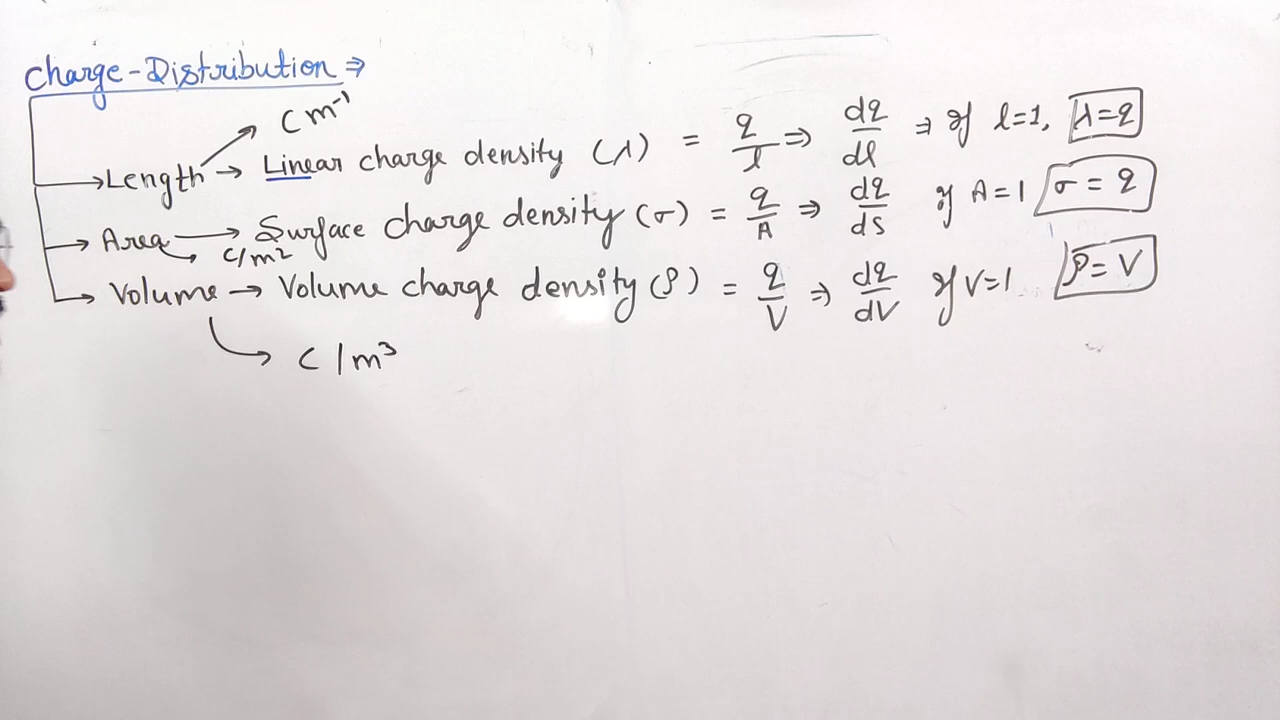 Charge-Distribution ⇒
C m⁻¹
→ Length → Linear charge density (λ) = q/l ⇒ dq/dl ⇒ If l=1, λ=q
→ Area → Surface charge density (σ) = q/A ⇒ dq/ds If A=1 σ=q
C/m²
→ Volume → Volume charge density (ρ) = q/V ⇒ dq/dV If V=1 ρ=V
C/m³